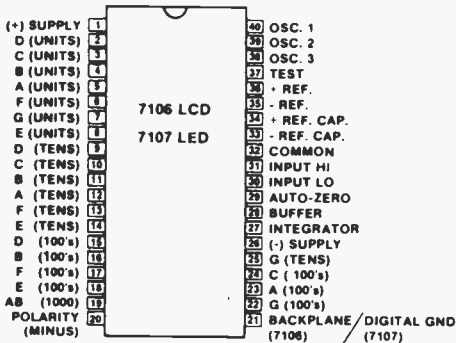 (+) SUPPLY 1
D (UNITS) 2
C (UNITS) 3
B (UNITS) 4
A (UNITS) 5
F (UNITS) 6
G (UNITS) 7
E (UNITS) 8
D (TENS) 9
C (TENS) 10
B (TENS) 11
A (TENS) 12
F (TENS) 13
E (TENS) 14
D (100's) 15
B (100's) 16
F (100's) 17
E (100's) 18
AB (1000) 19
POLARITY 20
(MINUS)
7106 LCD
7107 LED
40 OSC. 1
39 OSC. 2
38 OSC. 3
37 TEST
36 + REF.
35 - REF.
34 + REF. CAP.
33 - REF. CAP.
32 COMMON
31 INPUT HI
30 INPUT LO
29 AUTO-ZERO
28 BUFFER
27 INTEGRATOR
26 (-) SUPPLY
25 G (TENS)
24 C ( 100's)
23 A (100's)
22 G (100's)
21 BACKPLANE / DIGITAL GND
(7106) (7107)